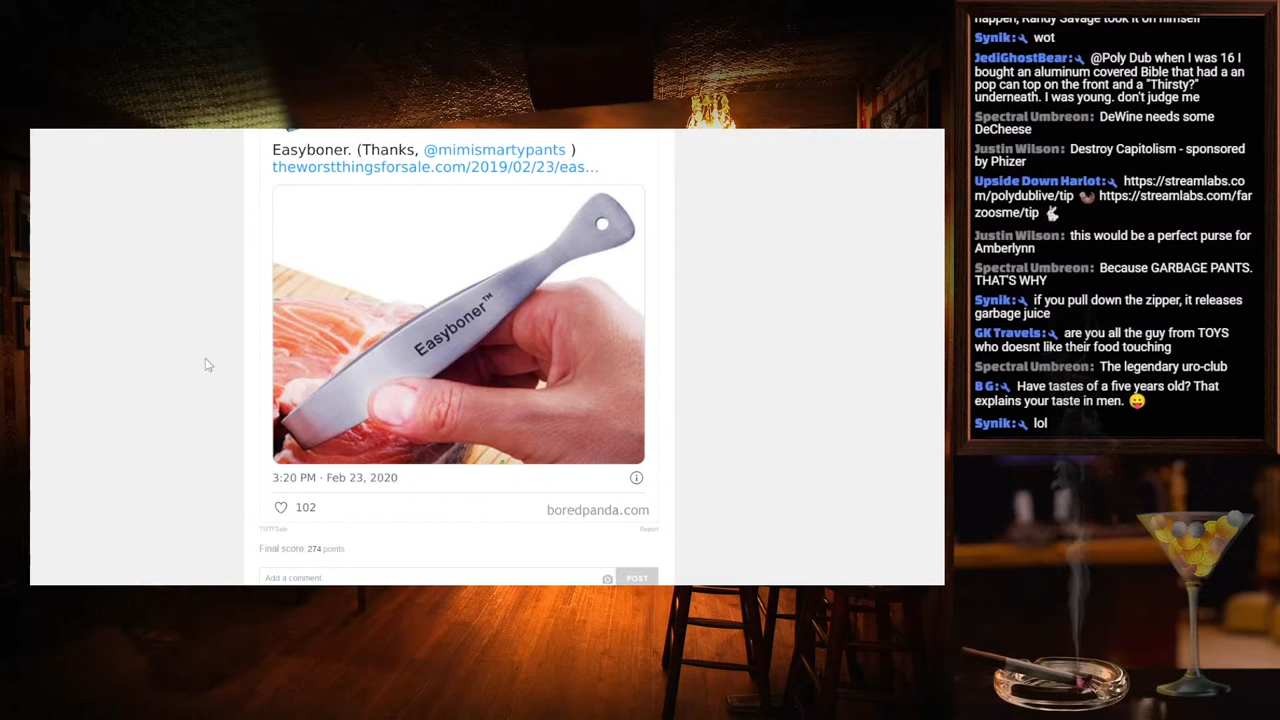 Easyboner. (Thanks, @mimismartypants )
theworstthingsforsale.com/2019/02/23/eas…
Easyboner™
3:20 PM · Feb 23, 2020
102
boredpanda.com
Report
Final score: 274 points
Add a comment...
POST
happen, Randy Savage took it on himself
Synik: wot
JediGhostBear: @Poly Dub when I was 16 I
bought an aluminum covered Bible that had a an
pop can top on the front and a "Thirsty?"
underneath. I was young. don't judge me
Spectral Umbreon: DeWine needs some
DeCheese
Justin Wilson: Destroy Capitolism - sponsored
by Phizer
Upside Down Harlot: https://streamlabs.co
m/polydublive/tip 🦦 https://streamlabs.com/far
zoosme/tip 🐇
Justin Wilson: this would be a perfect purse for
Amberlynn
Spectral Umbreon: Because GARBAGE PANTS.
THAT'S WHY
Synik: if you pull down the zipper, it releases
garbage juice
GK Travels: are you all the guy from TOYS
who doesnt like their food touching
Spectral Umbreon: The legendary uro-club
B G: Have tastes of a five years old? That
explains your taste in men. 😛
Synik: lol